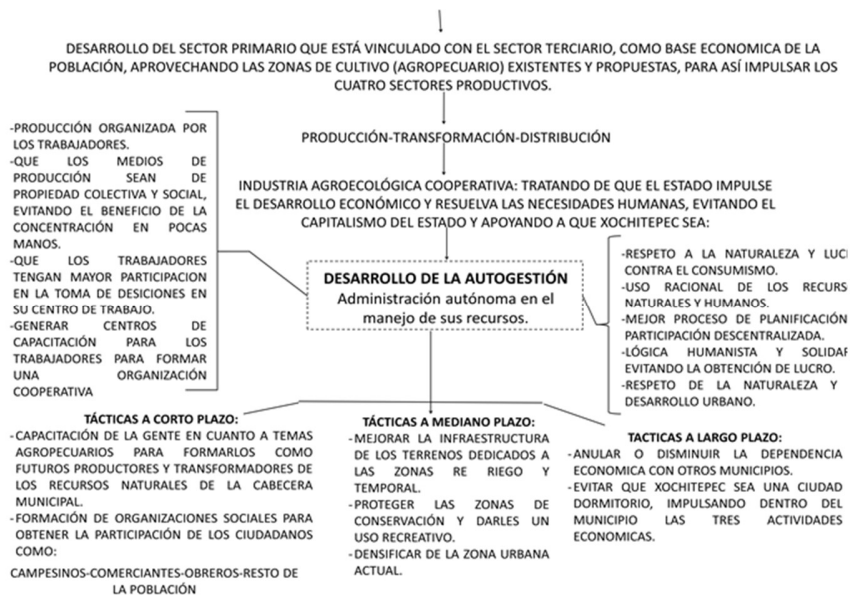 DESARROLLO DEL SECTOR PRIMARIO QUE ESTÁ VINCULADO CON EL SECTOR TERCIARIO, COMO BASE ECONOMICA DE LA
POBLACIÓN, APROVECHANDO LAS ZONAS DE CULTIVO (AGROPECUARIO) EXISTENTES Y PROPUESTAS, PARA ASÍ IMPULSAR LOS
CUATRO SECTORES PRODUCTIVOS.
PRODUCCIÓN-TRANSFORMACIÓN-DISTRIBUCIÓN
INDUSTRIA AGROECOLÓGICA COOPERATIVA: TRATANDO DE QUE EL ESTADO IMPULSE
EL DESARROLLO ECONÓMICO Y RESUELVA LAS NECESIDADES HUMANAS, EVITANDO EL
CAPITALISMO DEL ESTADO Y APOYANDO A QUE XOCHITEPEC SEA:
-PRODUCCIÓN ORGANIZADA POR
LOS TRABAJADORES.
-QUE LOS MEDIOS DE
PRODUCCIÓN SEAN DE
PROPIEDAD COLECTIVA Y SOCIAL,
EVITANDO EL BENEFICIO DE LA
CONCENTRACIÓN EN POCAS
MANOS.
-QUE LOS TRABAJADORES
TENGAN MAYOR PARTICIPACION
EN LA TOMA DE DESICIONES EN
SU CENTRO DE TRABAJO.
-GENERAR CENTROS DE
CAPACITACIÓN PARA LOS
TRABAJADORES PARA FORMAR
UNA ORGANIZACIÓN
COOPERATIVA
DESARROLLO DE LA AUTOGESTIÓN
Administración autónoma en el
manejo de sus recursos.
-RESPETO A LA NATURALEZA Y LUC
CONTRA EL CONSUMISMO.
-USO RACIONAL DE LOS RECURS
NATURALES Y HUMANOS.
-MEJOR PROCESO DE PLANIFICACIÓN
PARTICIPACIÓN DESCENTRALIZADA.
-LÓGICA HUMANISTA Y SOLIDAR
EVITANDO LA OBTENCIÓN DE LUCRO.
-RESPETO DE LA NATURALEZA Y
DESARROLLO URBANO.
TÁCTICAS A CORTO PLAZO:
-CAPACITACIÓN DE LA GENTE EN CUANTO A TEMAS
AGROPECUARIOS PARA FORMARLOS COMO
FUTUROS PRODUCTORES Y TRANSFORMADORES DE
LOS RECURSOS NATURALES DE LA CABECERA
MUNICIPAL.
-FORMACIÓN DE ORGANIZACIONES SOCIALES PARA
OBTENER LA PARTICIPACIÓN DE LOS CIUDADANOS
COMO:
CAMPESINOS-COMERCIANTES-OBREROS-RESTO DE
LA POBLACIÓN
TÁCTICAS A MEDIANO PLAZO:
-MEJORAR LA INFRAESTRUCTURA
DE LOS TERRENOS DEDICADOS A
LAS ZONAS RE RIEGO Y
TEMPORAL.
-PROTEGER LAS ZONAS DE
CONSERVACIÓN Y DARLES UN
USO RECREATIVO.
-DENSIFICAR DE LA ZONA URBANA
ACTUAL.
TACTICAS A LARGO PLAZO:
-ANULAR O DISMINUIR LA DEPENDENCIA
ECONOMICA CON OTROS MUNICIPIOS.
-EVITAR QUE XOCHITEPEC SEA UNA CIUDAD
DORMITORIO, IMPULSANDO DENTRO DEL
MUNICIPIO LAS TRES ACTIVIDADES
ECONOMICAS.